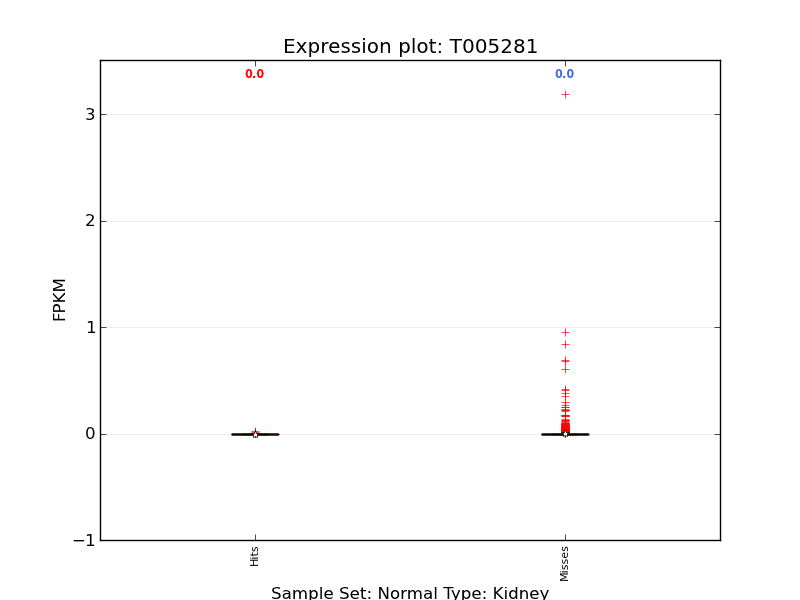 Expression plot: T005281
0.0
0.0
3
2
1
0
−1
FPKM
Hits
Misses
Sample Set: Normal Type: Kidney